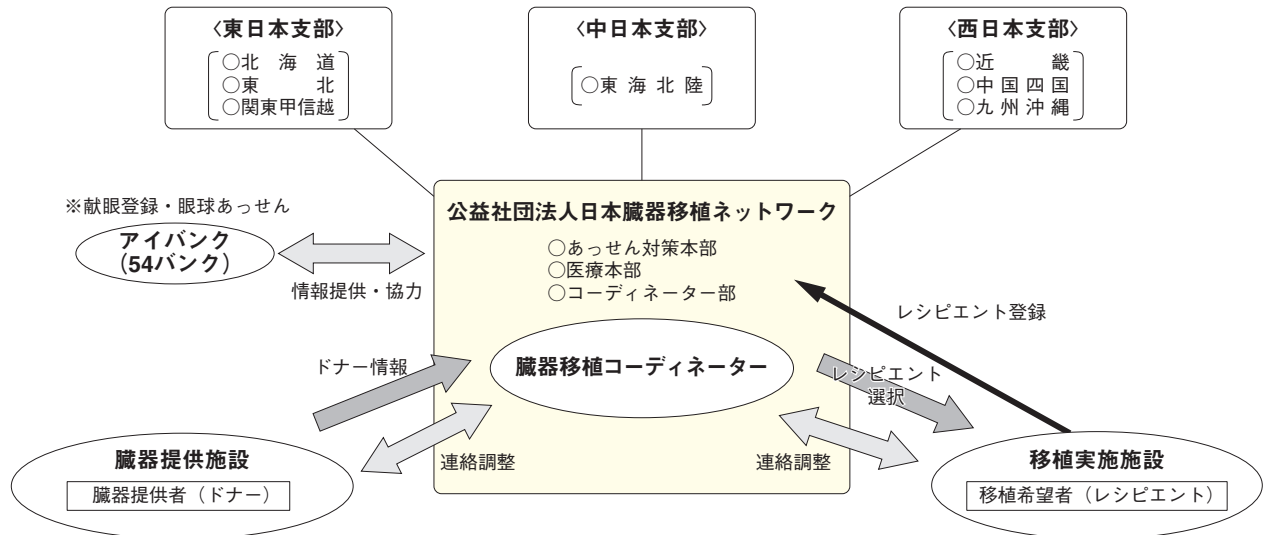 〈東日本支部〉
○北海道
○東北
○関東甲信越
〈中日本支部〉
○東海北陸
〈西日本支部〉
○近畿
○中国四国
○九州沖縄
※献眼登録・眼球あっせん
アイバンク
(54バンク)
情報提供・協力
公益社団法人日本臓器移植ネットワーク
○あっせん対策本部
○医療本部
○コーディネーター部
レシピエント登録
ドナー情報
臓器移植コーディネーター
レシピエント
選択
連絡調整
連絡調整
臓器提供施設
臓器提供者（ドナー）
移植実施施設
移植希望者（レシピエント）